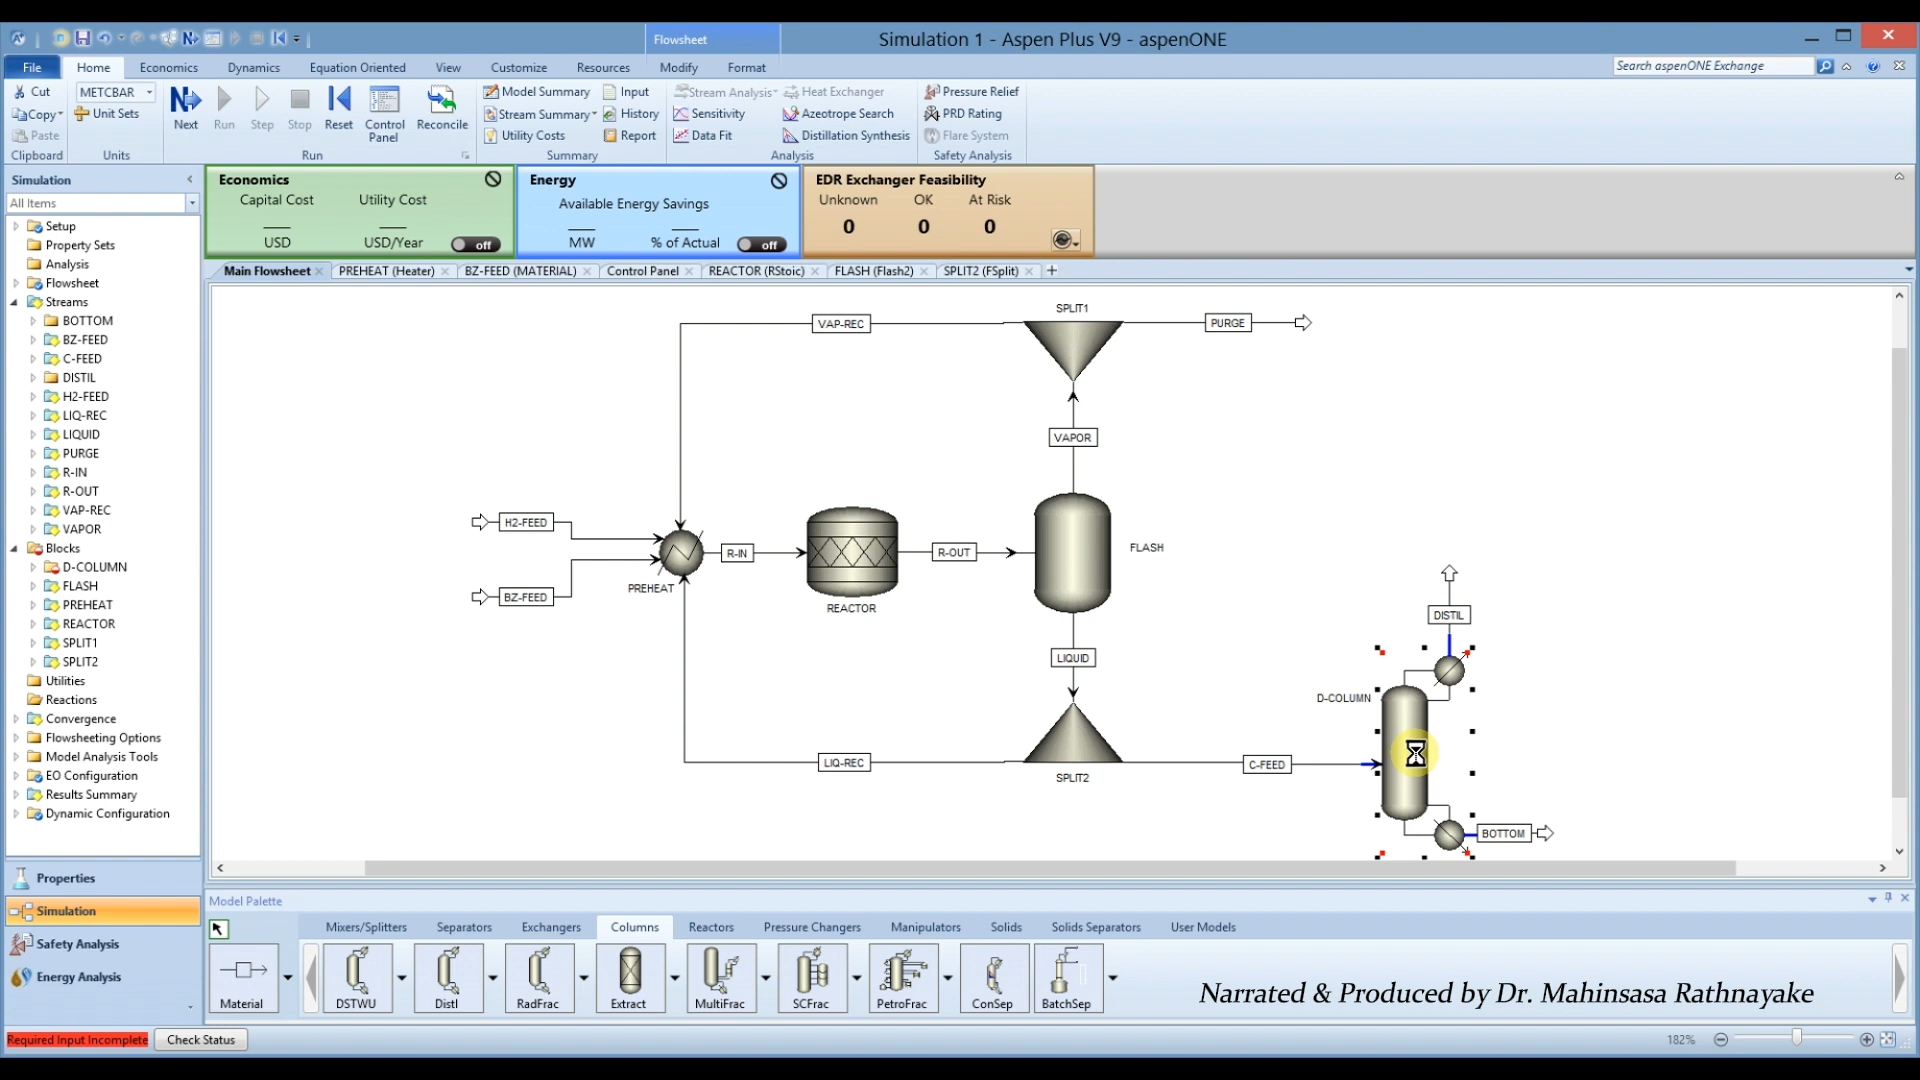 Flowsheet
Simulation 1 - Aspen Plus V9 - aspenONE
File Home Economics Dynamics Equation Oriented View Customize Resources Modify Format Search aspenONE Exchange
Cut METCBAR Model Summary Input Stream Analysis Heat Exchanger Pressure Relief
Copy Unit Sets Next Run Step Stop Reset Control Panel Reconcile Stream Summary History Sensitivity Azeotrope Search PRD Rating
Paste Utility Costs Report Data Fit Distillation Synthesis Flare System
Clipboard Units Run Summary Analysis Safety Analysis
Simulation
All Items
Economics
Capital Cost Utility Cost
USD USD/Year off
Energy
Available Energy Savings
MW % of Actual off
EDR Exchanger Feasibility
Unknown OK At Risk
0 0 0
Main Flowsheet PREHEAT (Heater) BZ-FEED (MATERIAL) Control Panel REACTOR (RStoic) FLASH (Flash2) SPLIT2 (FSplit)
Setup
Property Sets
Analysis
Flowsheet
Streams
BOTTOM
BZ-FEED
C-FEED
DISTIL
H2-FEED
LIQ-REC
LIQUID
PURGE
R-IN
R-OUT
VAP-REC
VAPOR
Blocks
D-COLUMN
FLASH
PREHEAT
REACTOR
SPLIT1
SPLIT2
Utilities
Reactions
Convergence
Flowsheeting Options
Model Analysis Tools
EO Configuration
Results Summary
Dynamic Configuration
Properties
Simulation
Safety Analysis
Energy Analysis
SPLIT1
VAP-REC
PURGE
VAPOR
H2-FEED
R-IN
R-OUT
FLASH
PREHEAT
BZ-FEED
REACTOR
DISTIL
LIQUID
D-COLUMN
LIQ-REC
C-FEED
SPLIT2
BOTTOM
Model Palette
Mixers/Splitters Separators Exchangers Columns Reactors Pressure Changers Manipulators Solids Solids Separators User Models
Material DSTWU Distl RadFrac Extract MultiFrac SCFrac PetroFrac ConSep BatchSep
Narrated & Produced by Dr. Mahinsasa Rathnayake
Required Input Incomplete Check Status 182%